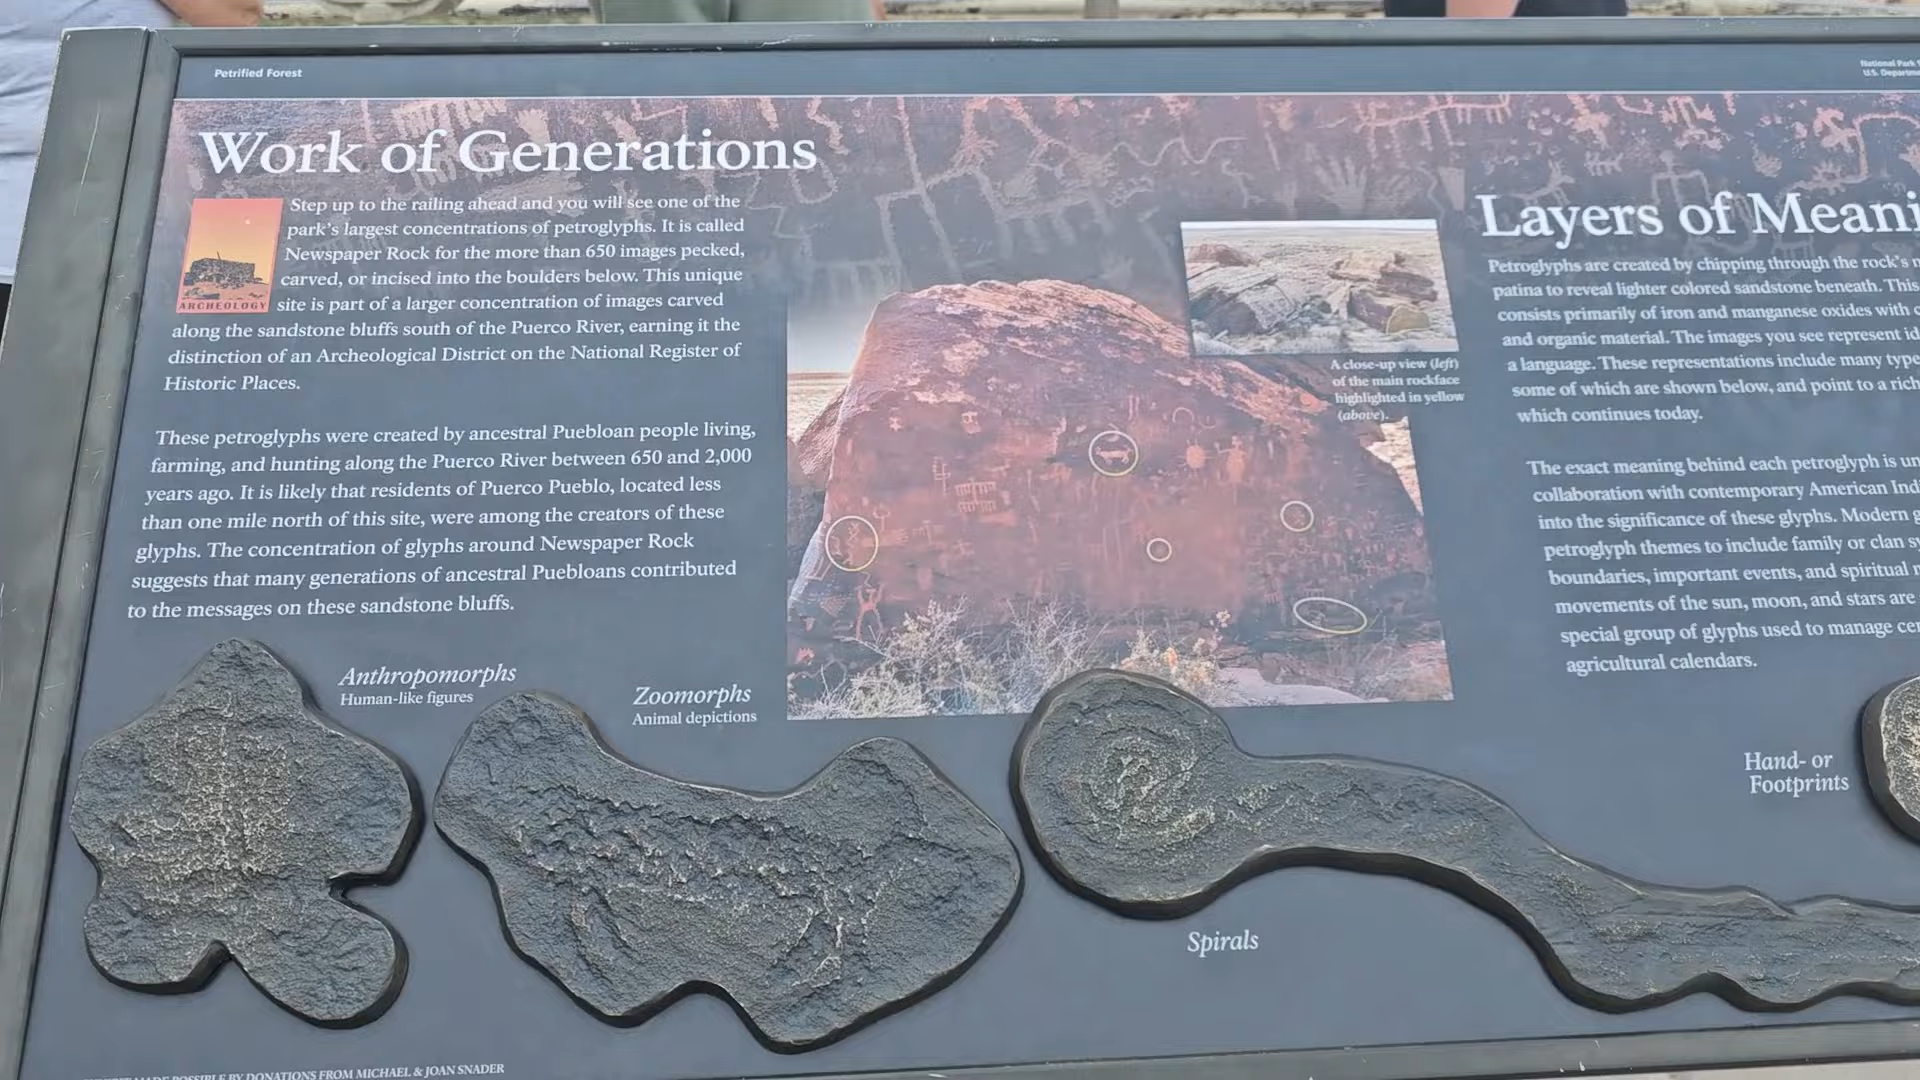 Petrified Forest
National Park
U.S.
Work of Generations
Step up to the railing ahead and you will see one of the
park's largest concentrations of petroglyphs. It is called
Newspaper Rock for the more than 650 images pecked,
carved, or incised into the boulders below. This unique
site is part of a larger concentration of images carved
along the sandstone bluffs south of the Puerco River, earning it the
distinction of an Archeological District on the National Register of
Historic Places.
ARCHEOLOGY
These petroglyphs were created by ancestral Puebloan people living,
farming, and hunting along the Puerco River between 650 and 2,000
years ago. It is likely that residents of Puerco Pueblo, located less
than one mile north of this site, were among the creators of these
glyphs. The concentration of glyphs around Newspaper Rock
suggests that many generations of ancestral Puebloans contributed
to the messages on these sandstone bluffs.
A close-up view (left)
of the main rockface
highlighted in yellow
(above).
Layers of Meani
Petroglyphs are created by chipping through the rock's
patina to reveal lighter colored sandstone beneath. This
consists primarily of iron and manganese oxides with
and organic material. The images you see represent
a language. These representations include many
some of which are shown below, and point to a rich
which continues today.
The exact meaning behind each petroglyph is
collaboration with contemporary American
into the significance of these glyphs. Modern
petroglyph themes to include family or clan
boundaries, important events, and spiritual
movements of the sun, moon, and stars are
special group of glyphs used to manage
agricultural calendars.
Anthropomorphs
Human-like figures
Zoomorphs
Animal depictions
Spirals
Hand- or
Footprints
MADE POSSIBLE BY DONATIONS FROM MICHAEL & JOAN SNADER